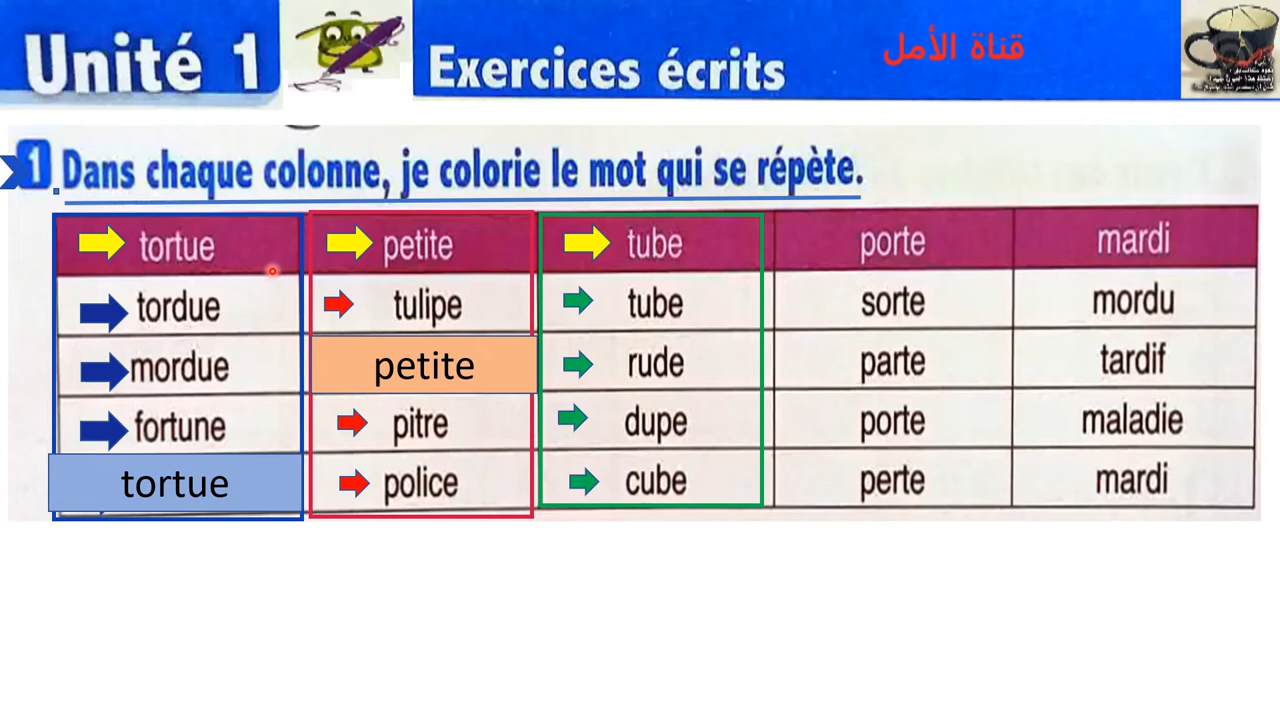 Unité 1
Exercices écrits
قناة الأمل
1 Dans chaque colonne, je colorie le mot qui se répète.
tortue petite tube porte mardi
tordue tulipe tube sorte mordu
mordue petite rude parte tardif
fortune pitre dupe porte maladie
tortue police cube perte mardi